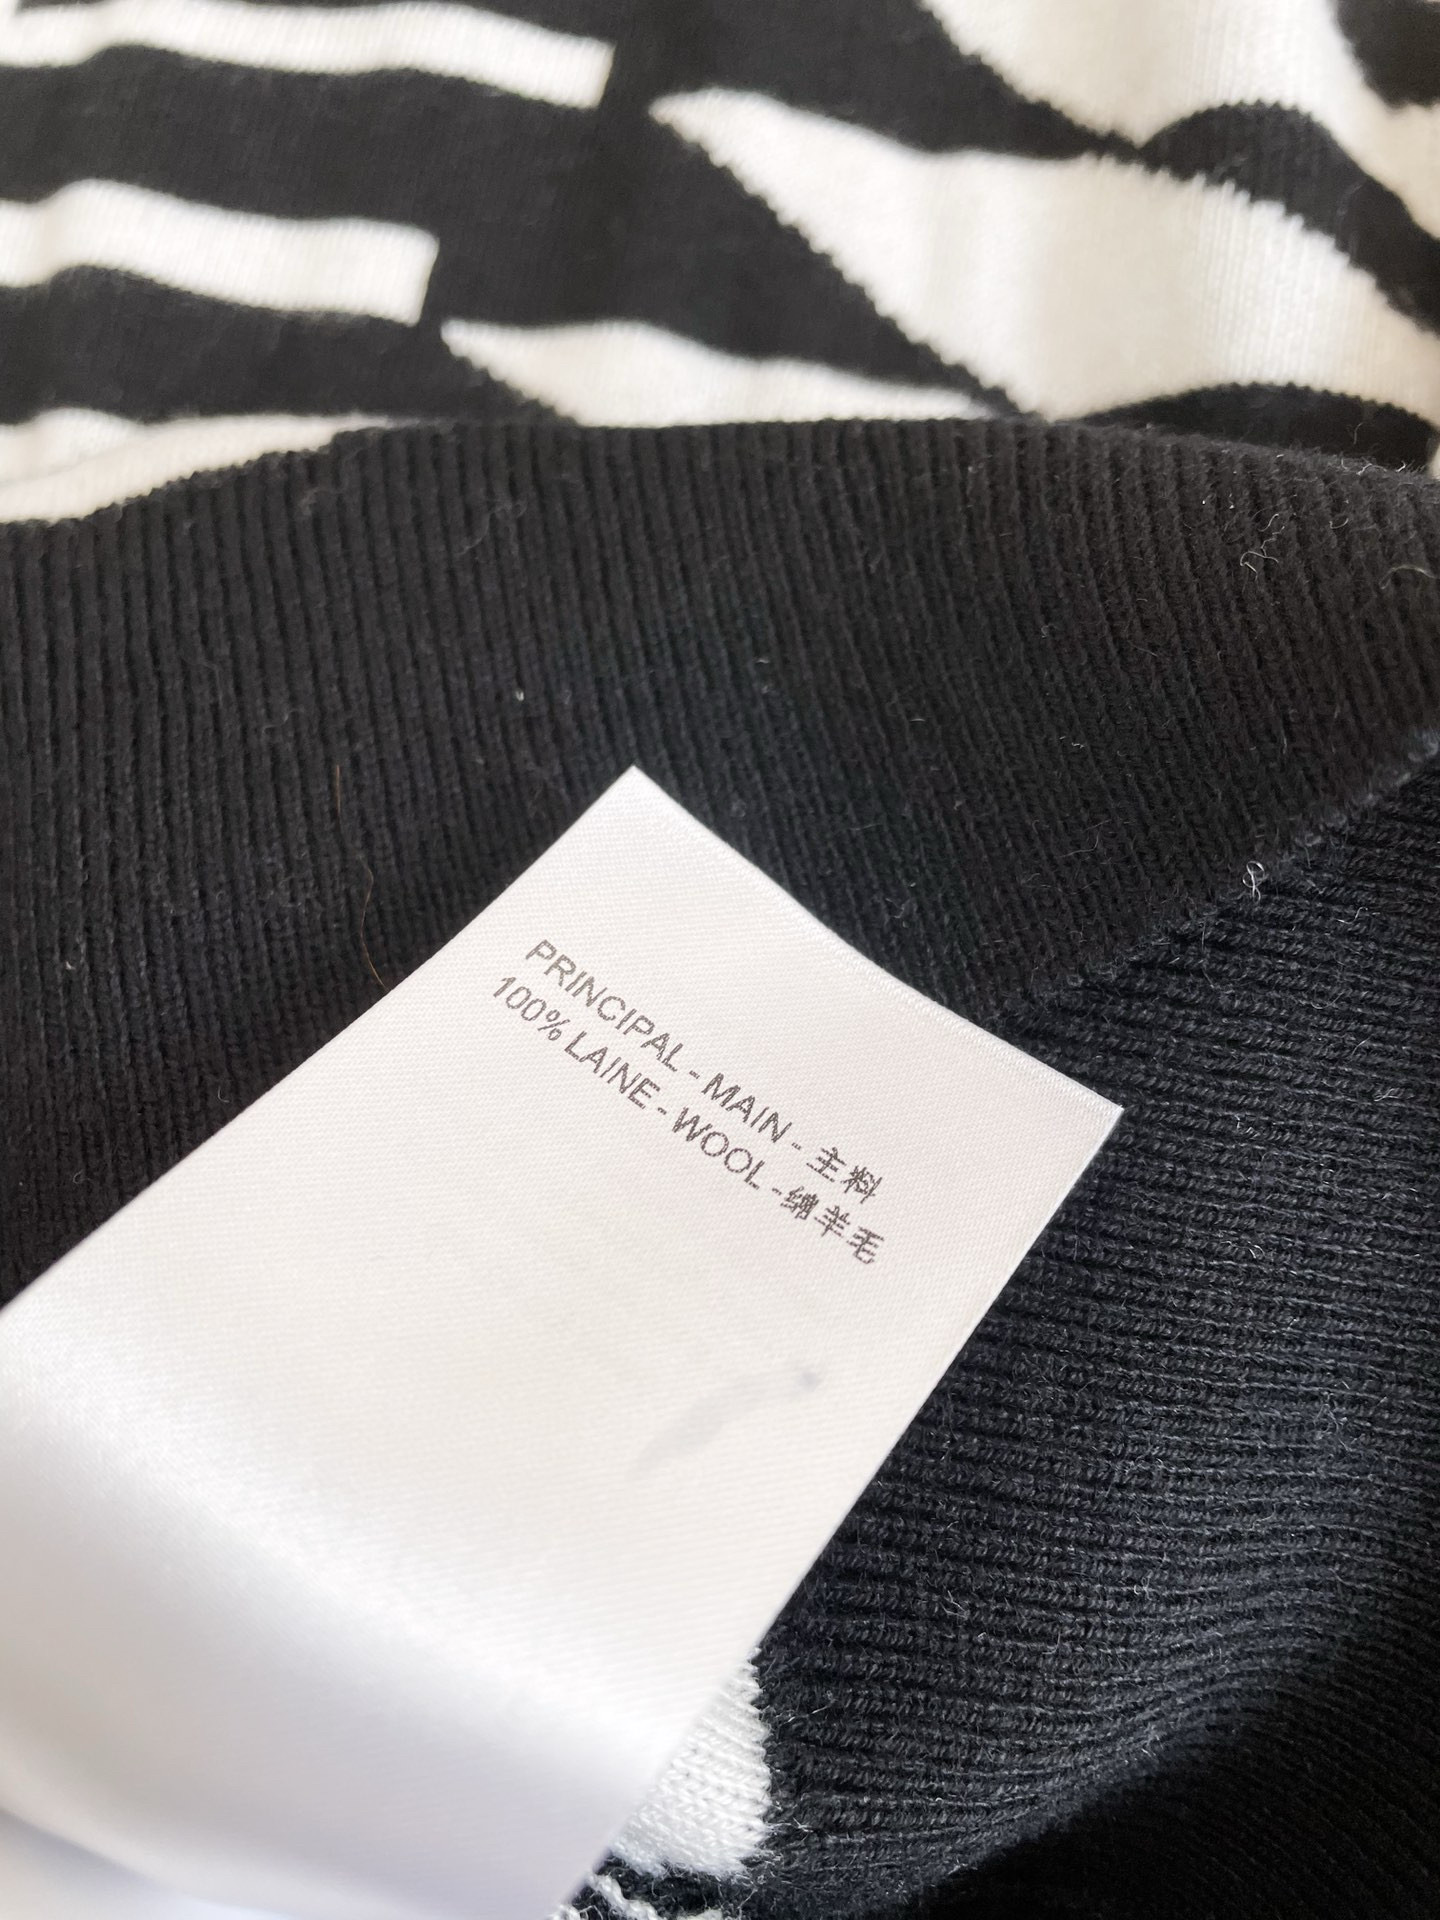 PRINCIPAL - MAIN - 主料
100% LAINE - WOOL -绵羊毛